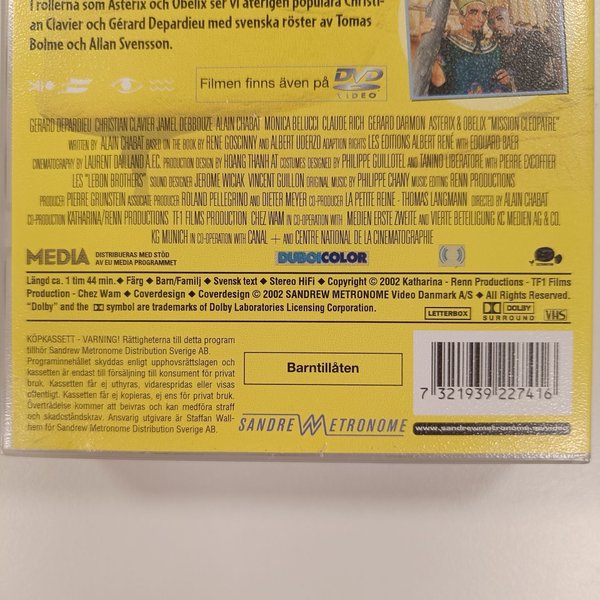 I rollerna som Asterix och Obelix ser vi återigen populära Christi-
an Clavier och Gérard Depardieu med svenska röster av Tomas
Bolme och Allan Svensson.
Filmen finns även på DVD
VIDEO
GERARD DEPARDIEU CHRISTIAN CLAVIER JAMEL DEBBOUZE ALAIN CHABAT MONICA BELUCCI CLAUDE RICH GERARD DARMON ASTERIX & OBELIX "MISSION CLEOPATRE"
WRITTEN BY ALAIN CHABAT BASED ON THE BOOK BY RENE GOSCINNY AND ALBERT UDERZO ADAPTION RIGHTS LES EDITIONS ALBERT RENE WITH EDOUARD BAER
CINEMATOGRAPHY BY LAURENT DAILLAND A.F.C. PRODUCTION DESIGN BY HOANG THANH AT COSTUMES DESIGNED BY PHILIPPE GUILLOTEL AND TANINO LIBERATORE WITH PIERRE EXCOFFIER
LES "LEBON BROTHERS" SOUND DESIGNER JEROME WICIAK VINCENT GUILLON ORIGINAL MUSIC BY PHILIPPE CHANY MUSIC EDITING RENN PRODUCTIONS
PRODUCER PIERRE GRUNSTEIN ASSOCIATE PRODUCER ROLAND PELLEGRINO AND DIETER MEYER CO-PRODUCER LA PETITE REINE - THOMAS LANGMANN DIRECTED BY ALAIN CHABAT
CO-PRODUCTION KATHARINA/RENN PRODUCTIONS TF1 FILMS PRODUCTION CHEZ WAM IN CO-OPERATION WITH MEDIEN ERSTE ZWEITE AND VIERTE BETEILIGUNG KC MEDIEN AG & CO.
KG MUNICH IN CO-OPERATION WITH CANAL + AND CENTRE NATIONAL DE LA CINEMATOGRAPHIE
MEDIA DISTRIBUERAS MED STÖD
AV EU MEDIA PROGRAMMET
DUBOICOLOR
Längd ca. 1 tim 44 min. ◆ Färg ◆ Barn/Familj ◆ Svensk text ◆ Stereo HiFi ◆ Copyright © 2002 Katharina - Renn Productions - TF1 Films
Production - Chez Wam ◆ Coverdesign ◆ Coverdesign © 2002 SANDREW METRONOME Video Danmark A/S ◆ All Rights Reserved.
"Dolby" and the symbol are trademarks of Dolby Laboratories Licensing Corporation.
LETTERBOX
DOLBY SURROUND
VHS
KÖPKASSETT - VARNING! Rättigheterna till detta program
tillhör Sandrew Metronome Distribution Sverige AB.
Programinnehållet skyddas enligt upphovsrättslagen och
kassetten är endast till försäljning till konsument för privat
bruk. Kassetten får ej uthyras, vidarespridas eller visas
offentligt. Kassetten får ej kopieras, ej ens för privat bruk.
Överträdelse kommer att beivras och kan medföra straff
och skadeståndskrav. Ansvarig utgivare är Staffan Wall-
hem för Sandrew Metronome Distribution Sverige AB.
Barntillåten
SANDREW METRONOME
7 321939 227416
www.sandrewmetronome.se/video